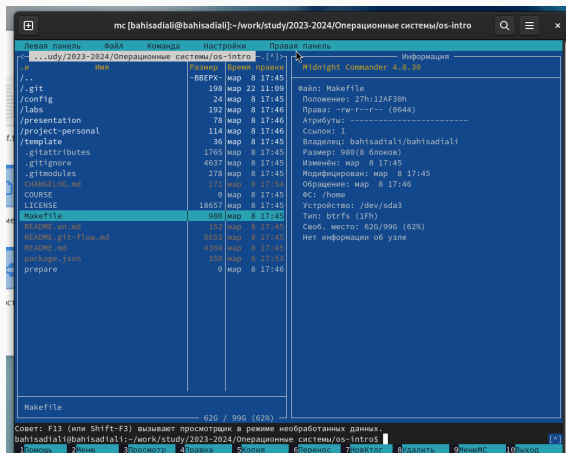 mc [bahisadiali@bahisadiali]:~/work/study/2023-2024/Операционные системы/os-intro
Левая панель Файл Команда Настройки Правая панель
<— ...udy/2023-2024/Операционные системы/os-intro —.[^]>
.и Имя Размер Время правки
/.. -ВВЕРХ- мар 8 17:45
/.git 198 мар 22 11:09
/config 24 мар 8 17:45
/labs 192 мар 8 17:46
/presentation 78 мар 8 17:46
/project-personal 114 мар 8 17:46
/template 36 мар 8 17:45
.gitattributes 1765 мар 8 17:45
.gitignore 4637 мар 8 17:45
.gitmodules 278 мар 8 17:45
CHANGELOG.md 171 мар 8 17:54
COURSE 0 мар 8 17:46
LICENSE 18657 мар 8 17:45
Makefile 980 мар 8 17:45
README.en.md 152 мар 8 17:45
README.git-flow.md 5653 мар 8 17:45
README.md 4304 мар 8 17:45
package.json 350 мар 8 17:53
prepare 0 мар 8 17:46
Makefile
62G / 99G (62%)
Информация
Midnight Commander 4.8.30
Файл: Makefile
Положение: 27h:12AF30h
Права: -rw-r--r-- (0644)
Атрибуты: ------------------------
Ссылок: 1
Владелец: bahisadiali/bahisadiali
Размер: 980(8 блоков)
Изменён: мар 8 17:45
Модифицирован: мар 8 17:45
Обращение: мар 8 17:46
ФС: /home
Устройство: /dev/sda3
Тип: btrfs (1Fh)
Своб. место: 62G/99G (62%)
Нет информации об узле
Совет: F13 (или Shift-F3) вызывают просмотрщик в режиме необработанных данных.
bahisadiali@bahisadiali:~/work/study/2023-2024/Операционные системы/os-intro$ [^]
1Помощь 2Меню 3Просмотр 4Правка 5Копия 6Перенос 7НовКтлг 8Удалить 9МенюМС 10Выход